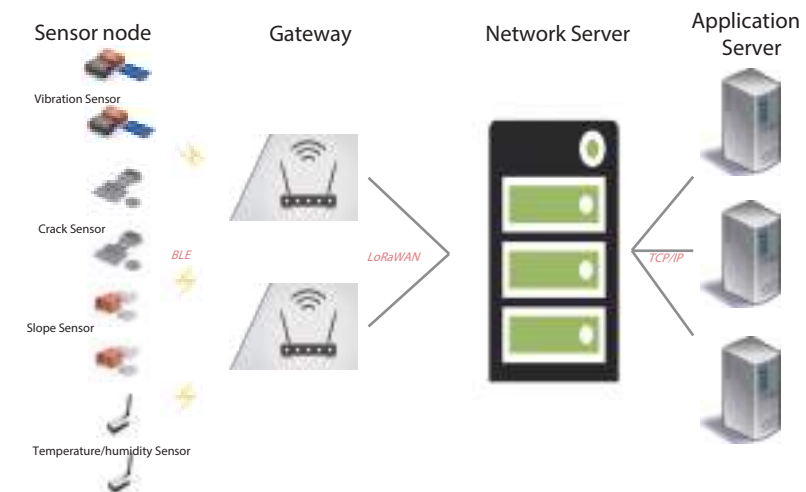 Sensor node
Gateway
Network Server
Application
Server
Vibration Sensor
Crack Sensor
BLE
LoRaWAN
TCP/IP
Slope Sensor
Temperature/humidity Sensor